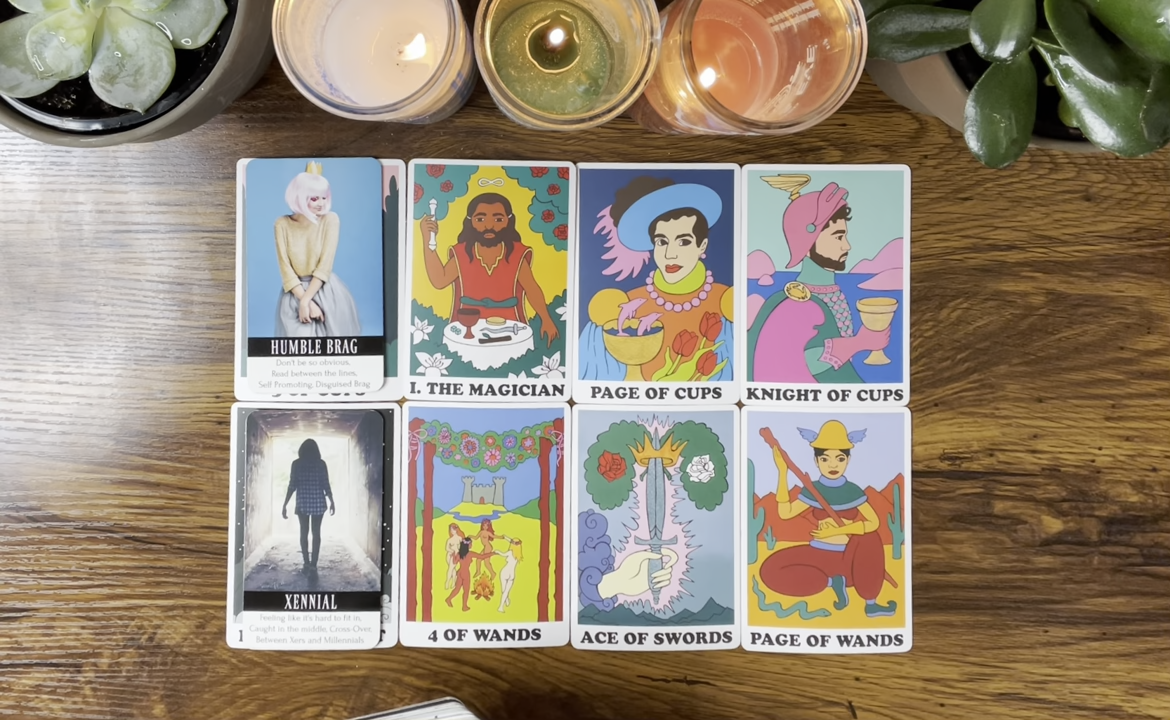 HUMBLE BRAG
Don't be so obvious,
Read between the lines,
Self Promoting, Disguised Brag
I. THE MAGICIAN
PAGE OF CUPS
KNIGHT OF CUPS
XENNIAL
Feeling like it's hard to fit in,
Caught in the middle, Cross-Over
Between Xers and Millennials
1
4 OF WANDS
ACE OF SWORDS
PAGE OF WANDS